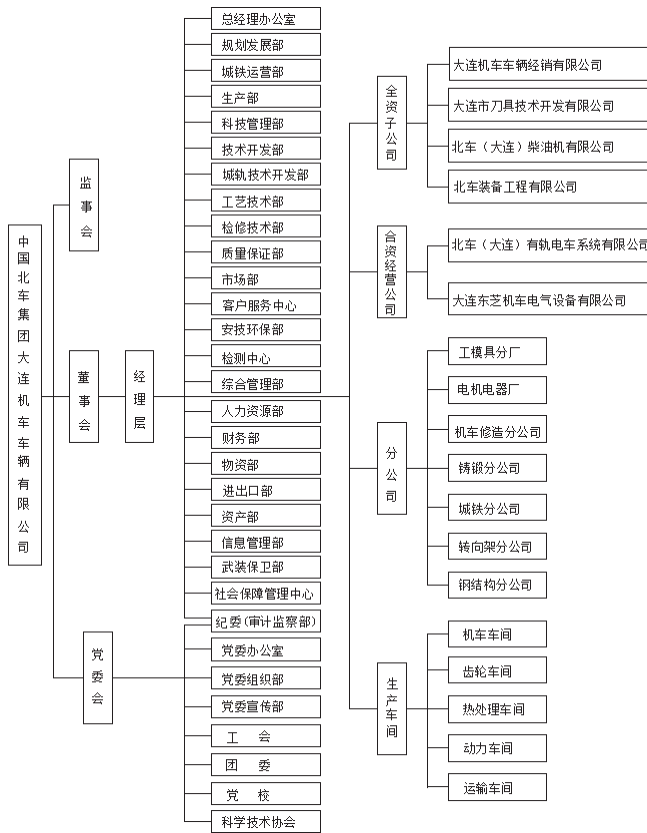 中国北车集团大连机车车辆有限公司
监事会
董事会
党委会
经理层
总经理办公室
规划发展部
城铁运营部
生产部
科技管理部
技术开发部
城轨技术开发部
工艺技术部
检修技术部
质量保证部
市场部
客户服务中心
安技环保部
检测中心
综合管理部
人力资源部
财务部
物资部
进出口部
资产部
信息管理部
武装保卫部
社会保障管理中心
纪委(审计监察部)
党委办公室
党委组织部
党委宣传部
工 会
团 委
党 校
科学技术协会
全资子公司
大连机车车辆经销有限公司
大连市刀具技术开发有限公司
北车（大连）柴油机有限公司
北车装备工程有限公司
合资经营公司
北车（大连）有轨电车系统有限公司
大连东芝机车电气设备有限公司
分公司
工模具分厂
电机电器厂
机车修造分公司
铸锻分公司
城铁分公司
转向架分公司
钢结构分公司
生产车间
机车车间
齿轮车间
热处理车间
动力车间
运输车间